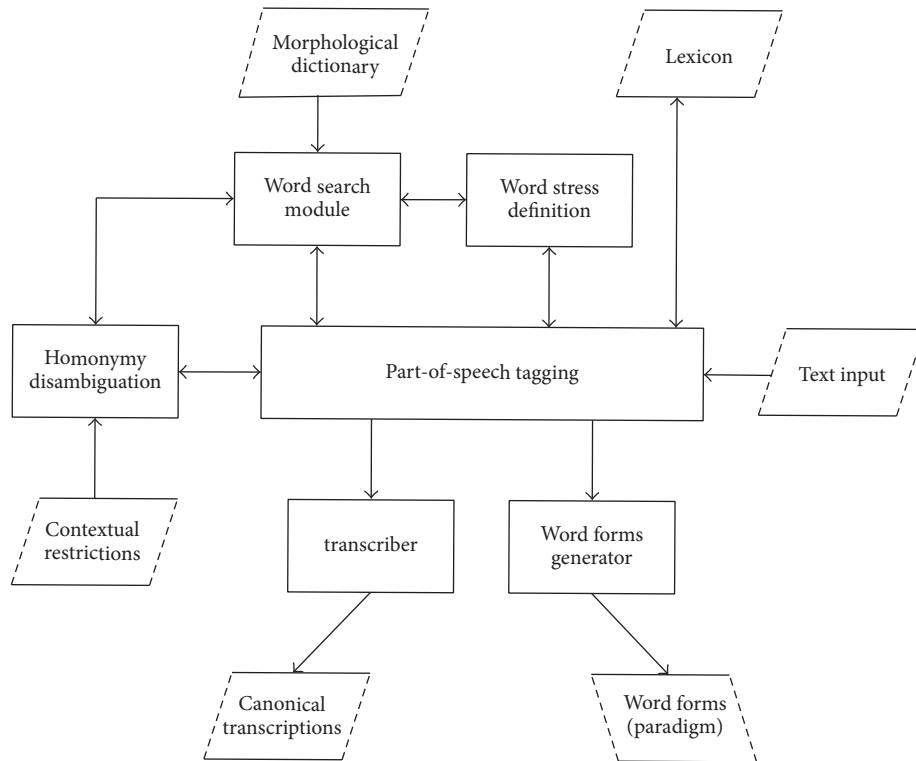 Morphological
dictionary
Lexicon
Word search
module
Word stress
definition
Homonymy
disambiguation
Part-of-speech tagging
Text input
Contextual
restrictions
transcriber
Word forms
generator
Canonical
transcriptions
Word forms
(paradigm)